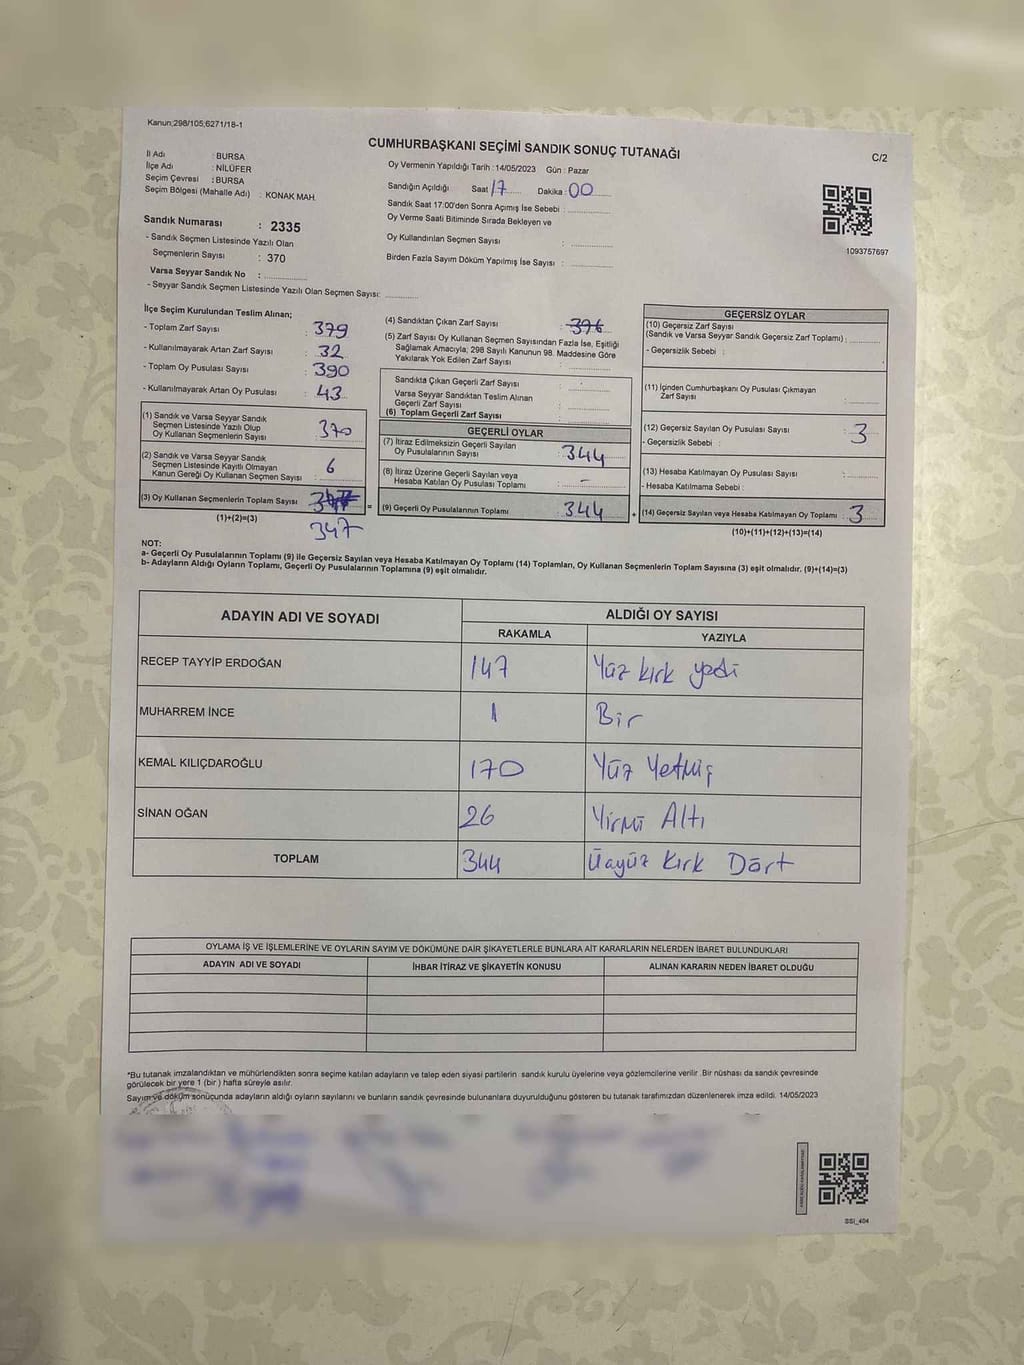 Kanun;298/105;6271/18-1
CUMHURBAŞKANI SEÇİMİ SANDIK SONUÇ TUTANAĞI
C/2
İl Adı : BURSA
İlçe Adı : NİLÜFER
Seçim Çevresi : BURSA
Seçim Bölgesi (Mahalle Adı) : KONAK MAH.
Sandık Numarası : 2335
- Sandık Seçmen Listesinde Yazılı Olan
Seçmenlerin Sayısı : 370
Varsa Seyyar Sandık No :
- Seyyar Sandık Seçmen Listesinde Yazılı Olan Seçmen Sayısı:
Oy Vermenin Yapıldığı Tarih : 14/05/2023 Gün : Pazar
Sandığın Açıldığı Saat 17 Dakika : 00
Sandık Saat 17:00'den Sonra Açımış İse Sebebi :
Oy Verme Saati Bitiminde Sırada Bekleyen ve
Oy Kullandırılan Seçmen Sayısı :
Birden Fazla Sayım Döküm Yapılmış İse Sayısı :
1093757697
İlçe Seçim Kurulundan Teslim Alınan;
- Toplam Zarf Sayısı : 379
- Kullanılmayarak Artan Zarf Sayısı : 32
- Toplam Oy Pusulası Sayısı : 390
- Kullanılmayarak Artan Oy Pusulası : 43
(1) Sandık ve Varsa Seyyar Sandık
Seçmen Listesinde Yazılı Olup
Oy Kullanan Seçmenlerin Sayısı : 370
(2) Sandık ve Varsa Seyyar Sandık
Seçmen Listesinde Kayıtlı Olmayan
Kanun Gereği Oy Kullanan Seçmen Sayısı : 6
(3) Oy Kullanan Seçmenlerin Toplam Sayısı
(1)+(2)=(3)
347
(4) Sandıktan Çıkan Zarf Sayısı : 376
(5) Zarf Sayısı Oy Kullanan Seçmen Sayısından Fazla İse, Eşitliği
Sağlamak Amacıyla; 298 Sayılı Kanunun 98. Maddesine Göre
Yakılarak Yok Edilen Zarf Sayısı :
Sandıkta Çıkan Geçerli Zarf Sayısı :
Varsa Seyyar Sandıktan Teslim Alınan
Geçerli Zarf Sayısı :
(6) Toplam Geçerli Zarf Sayısı
GEÇERLİ OYLAR
(7) İtiraz Edilmeksizin Geçerli Sayılan
Oy Pusulalarının Sayısı : 344
(8) İtiraz Üzerine Geçerli Sayılan veya
Hesaba Katılan Oy Pusulası Toplamı : -
= (9) Geçerli Oy Pusulalarının Toplamı : 344 +
GEÇERSİZ OYLAR
(10) Geçersiz Zarf Sayısı
(Sandık ve Varsa Seyyar Sandık Geçersiz Zarf Toplamı) :
- Geçersizlik Sebebi :
(11) İçinden Cumhurbaşkanı Oy Pusulası Çıkmayan
Zarf Sayısı :
(12) Geçersiz Sayılan Oy Pusulası Sayısı : 3
- Geçersizlik Sebebi :
(13) Hesaba Katılmayan Oy Pusulası Sayısı :
- Hesaba Katılmama Sebebi :
(14) Geçersiz Sayılan veya Hesaba Katılmayan Oy Toplamı : 3
(10)+(11)+(12)+(13)=(14)
NOT:
a- Geçerli Oy Pusulalarının Toplamı (9) ile Geçersiz Sayılan veya Hesaba Katılmayan Oy Toplamı (14) Toplamları, Oy Kullanan Seçmenlerin Toplam Sayısına (3) eşit olmalıdır. (9)+(14)=(3)
b- Adayların Aldığı Oyların Toplamı, Geçerli Oy Pusulalarının Toplamına (9) eşit olmalıdır.
ADAYIN ADI VE SOYADI
ALDIĞI OY SAYISI
RAKAMLA YAZIYLA
RECEP TAYYİP ERDOĞAN 147 Yüz kırk yedi
MUHARREM İNCE 1 Bir
KEMAL KILIÇDAROĞLU 170 Yüz Yetmiş
SİNAN OĞAN 26 Yirmi Altı
TOPLAM 344 Üçyüz Kırk Dört
OYLAMA İŞ VE İŞLEMLERİNE VE OYLARIN SAYIM VE DÖKÜMÜNE DAİR ŞİKAYETLERLE BUNLARA AİT KARARLARIN NELERDEN İBARET BULUNDUKLARI
ADAYIN ADI VE SOYADI İHBAR İTİRAZ VE ŞİKAYETİN KONUSU ALINAN KARARIN NEDEN İBARET OLDUĞU
*Bu tutanak imzalandıktan ve mühürlendikten sonra seçime katılan adayların ve talep eden siyasi partilerin sandık kurulu üyelerine veya gözlemcilerine verilir .Bir nüshası da sandık çevresinde
görülecek bir yere 1 (bir ) hafta süreyle asılır.
Sayım ve döküm sonucunda adayların aldığı oyların sayılarını ve bunların sandık çevresinde bulunanlara duyurulduğunu gösteren bu tutanak tarafımızdan düzenlenerek imza edildi. 14/05/2023
SSI_404